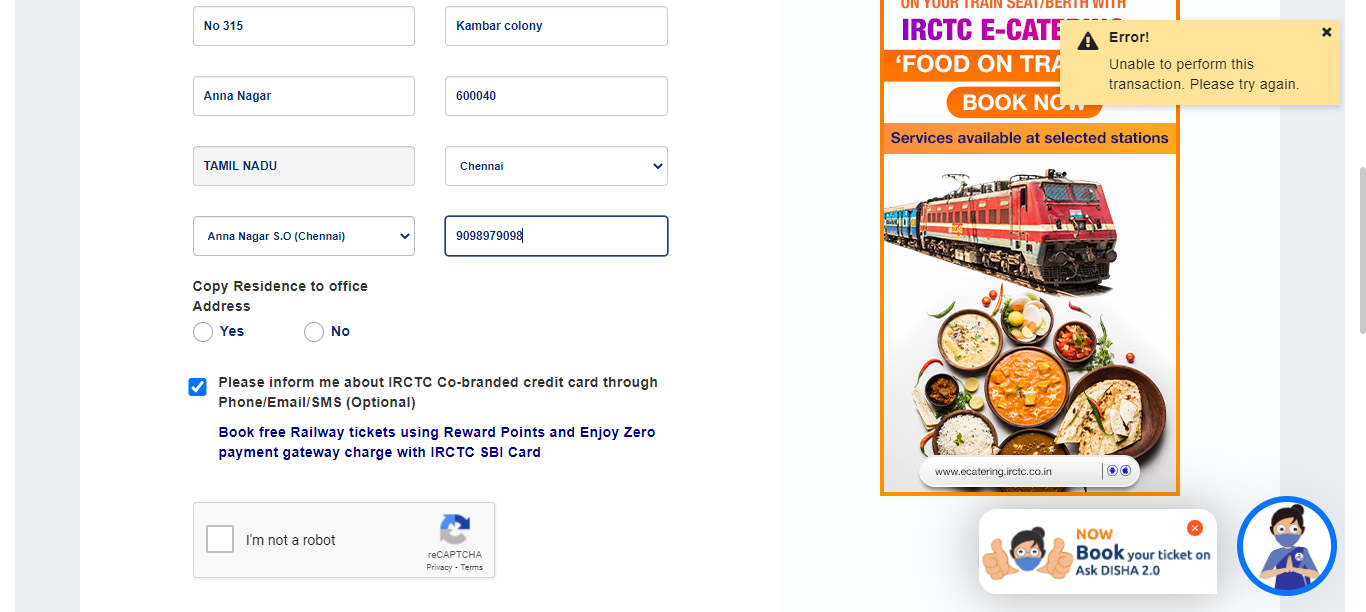 No 315
Kambar colony
Anna Nagar
600040
TAMIL NADU
Chennai
Anna Nagar S.O (Chennai)
9098979098
Copy Residence to office
Address
Yes
No
Please inform me about IRCTC Co-branded credit card through
Phone/Email/SMS (Optional)
Book free Railway tickets using Reward Points and Enjoy Zero
payment gateway charge with IRCTC SBI Card
I'm not a robot
reCAPTCHA
Privacy - Terms
ON YOUR TRAIN SEAT/BERTH WITH
IRCTC E-CATERING
Error!
Unable to perform this
transaction. Please try again.
‘FOOD ON TRA
BOOK NOW
Services available at selected stations
www.ecatering.irctc.co.in
NOW
Book your ticket on
Ask DISHA 2.0